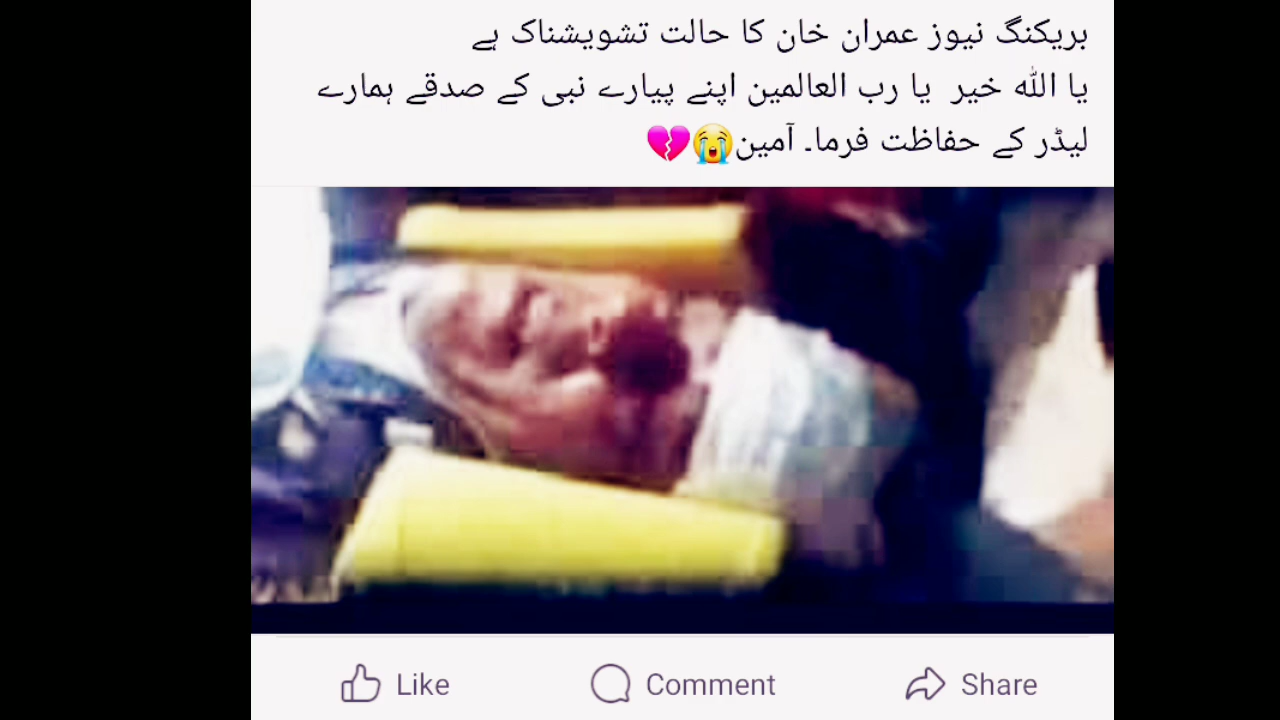 بریکنگ نیوز عمران خان کا حالت تشویشناک ہے
یا اللہ خیر یا رب العالمین اپنے پیارے نبی کے صدقے ہمارے
لیڈر کے حفاظت فرما۔ آمین😭💔
Like Comment Share